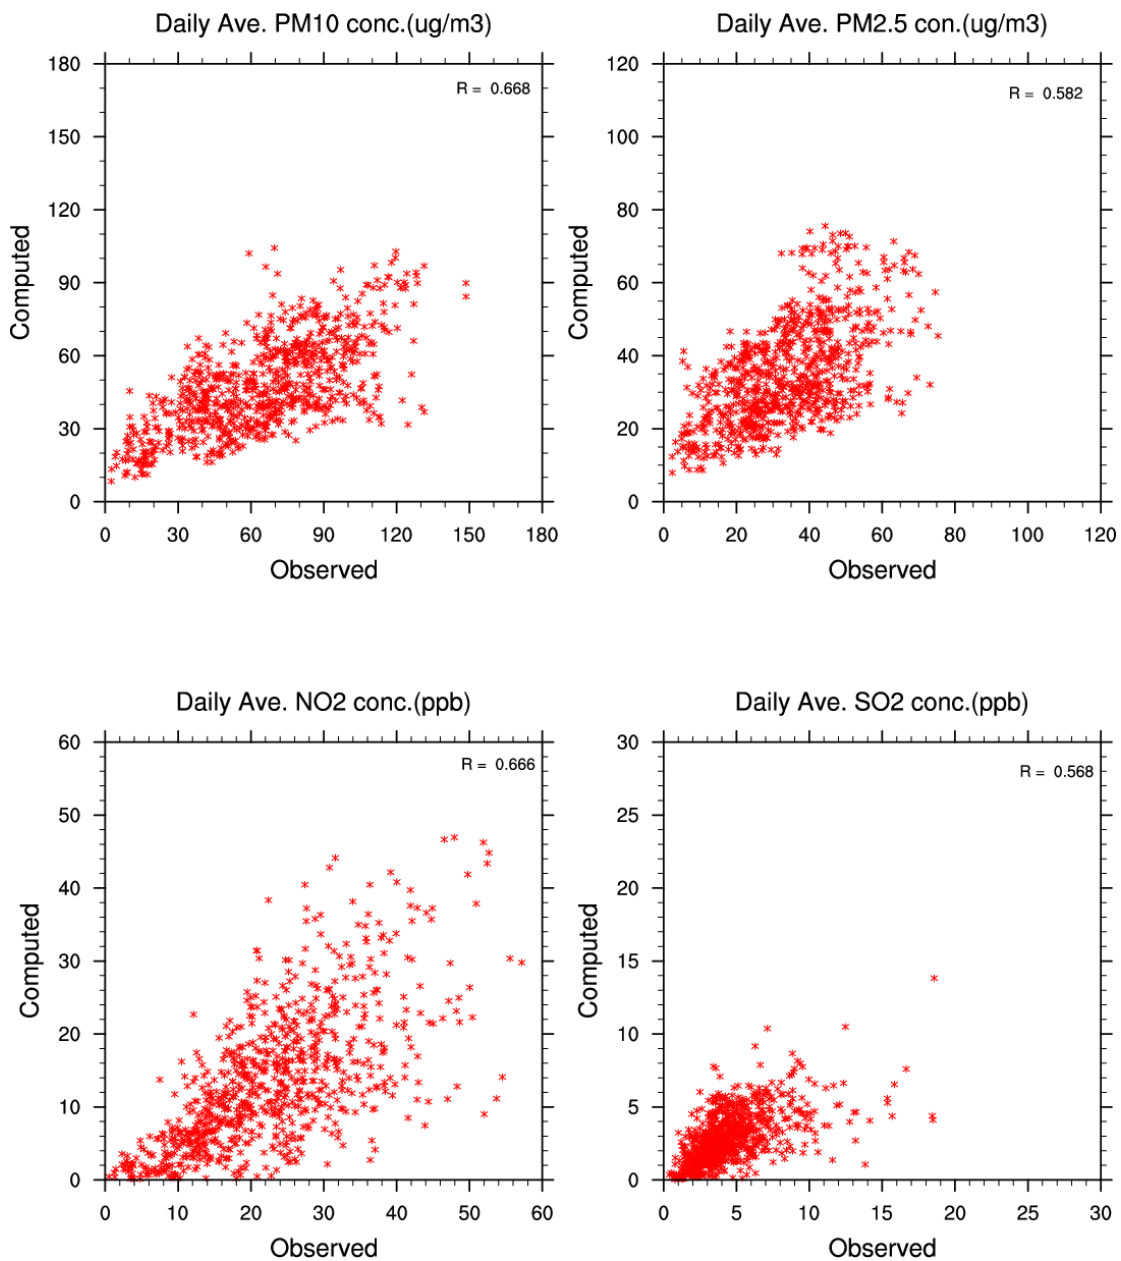 Daily Ave. PM10 conc.(ug/m3)
R = 0.668
180
150
120
90
60
30
0
Computed
0 30 60 90 120 150 180
Observed
Daily Ave. PM2.5 con.(ug/m3)
R = 0.582
120
100
80
60
40
20
0
Computed
0 20 40 60 80 100 120
Observed
Daily Ave. NO2 conc.(ppb)
R = 0.666
60
50
40
30
20
10
0
Computed
0 10 20 30 40 50 60
Observed
Daily Ave. SO2 conc.(ppb)
R = 0.568
30
25
20
15
10
5
0
Computed
0 5 10 15 20 25 30
Observed